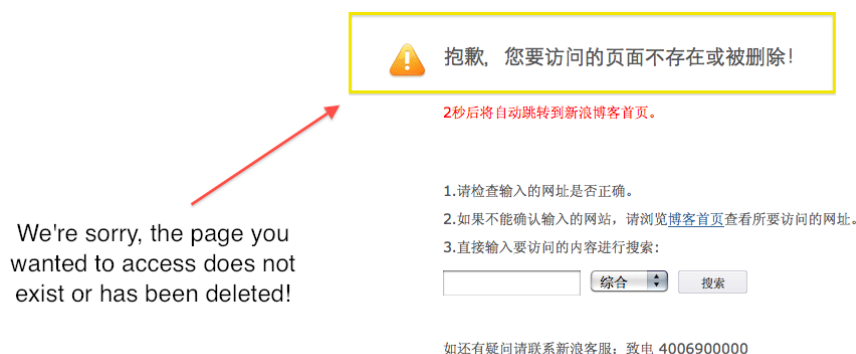 抱歉,您要访问的页面不存在或被删除!
2秒后将自动跳转到新浪博客首页。
1.请检查输入的网址是否正确。
2.如果不能确认输入的网站,请浏览博客首页查看所要访问的网址。
3.直接输入要访问的内容进行搜索:
综合 搜索
如还有疑问请联系新浪客服:致电 4006900000
We're sorry, the page you
wanted to access does not
exist or has been deleted!